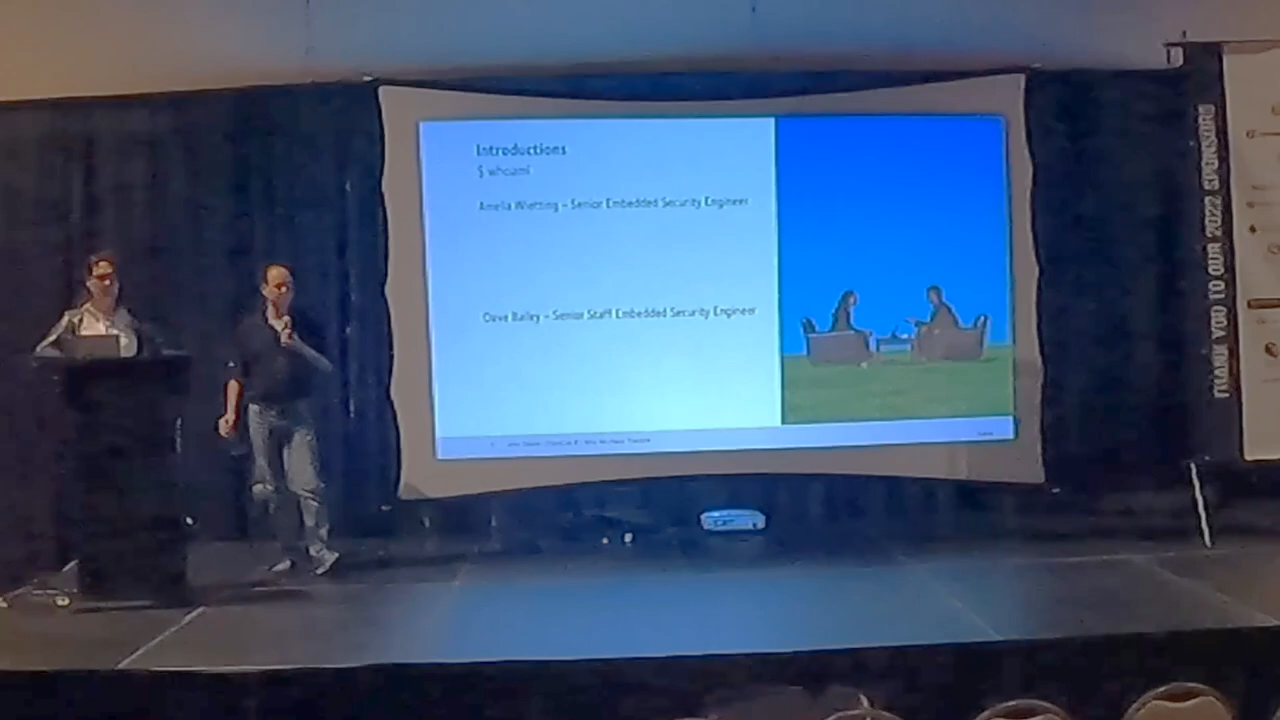 Introductions
$ whoami
Amelia Wietting – Senior Embedded Security Engineer
Dave Bailey – Senior Staff Embedded Security Engineer
THANK YOU TO OUR 2022 SPONSORS